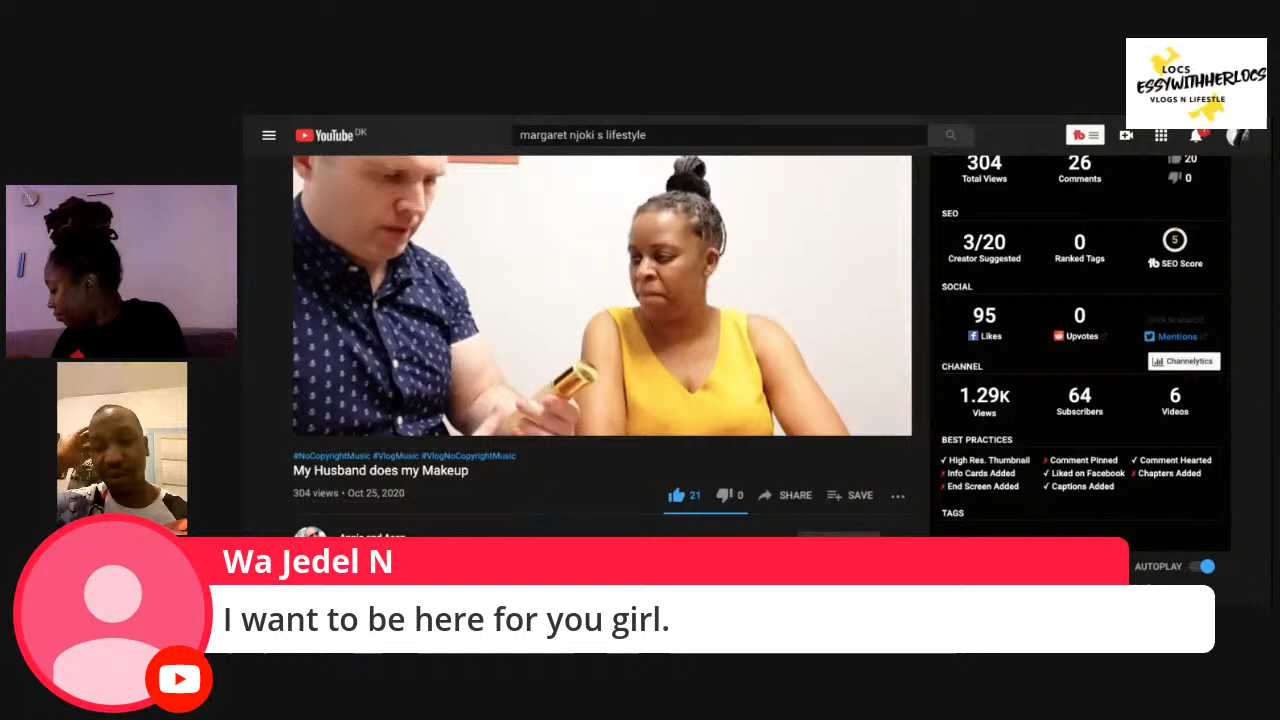 LOCS
ESSYWITHHERLOCS
VLOGS N LIFESTLE
YouTube DK
margaret njoki s lifestyle
304
Total Views
26
Comments
20
0
SEO
3/20
Creator Suggested
0
Ranked Tags
5
tb SEO Score
SOCIAL
95
Likes
0
Upvotes
Mentions
Channelytics
CHANNEL
1.29K
Views
64
Subscribers
6
Videos
BEST PRACTICES
✓ High Res. Thumbnail
✗ Comment Pinned
✓ Comment Hearted
✗ Info Cards Added
✓ Liked on Facebook
✗ Chapters Added
✗ End Screen Added
✓ Captions Added
TAGS
#NoCopyrightMusic #VlogMusic #VlogNoCopyrightMusic
My Husband does my Makeup
304 views • Oct 25, 2020
21
0
SHARE
SAVE
AUTOPLAY
Wa Jedel N
I want to be here for you girl.